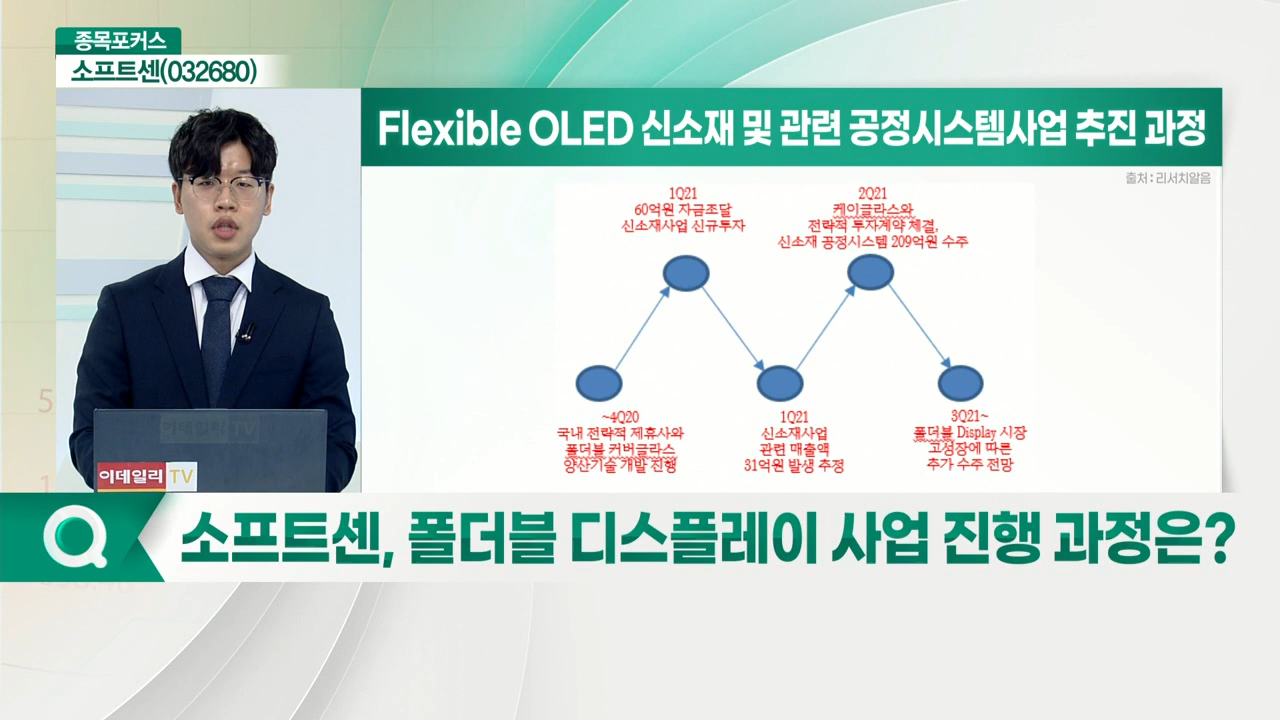 종목포커스
소프트센(032680)
Flexible OLED 신소재 및 관련 공정시스템사업 추진 과정
출처 : 리서치알음
1Q21
60억원 자금조달
신소재사업 신규투자
2Q21
케이글라스와
전략적 투자계약 체결,
신소재 공정시스템 209억원 수주
~4Q20
국내 전략적 제휴사와
폴더블 커버글라스
양산기술 개발 진행
1Q21
신소재사업
관련 매출액
31억원 발생 추정
3Q21~
폴더블 Display 시장
고성장에 따른
추가 수주 전망
이데일리 TV
이데일리 TV
소프트센, 폴더블 디스플레이 사업 진행 과정은?